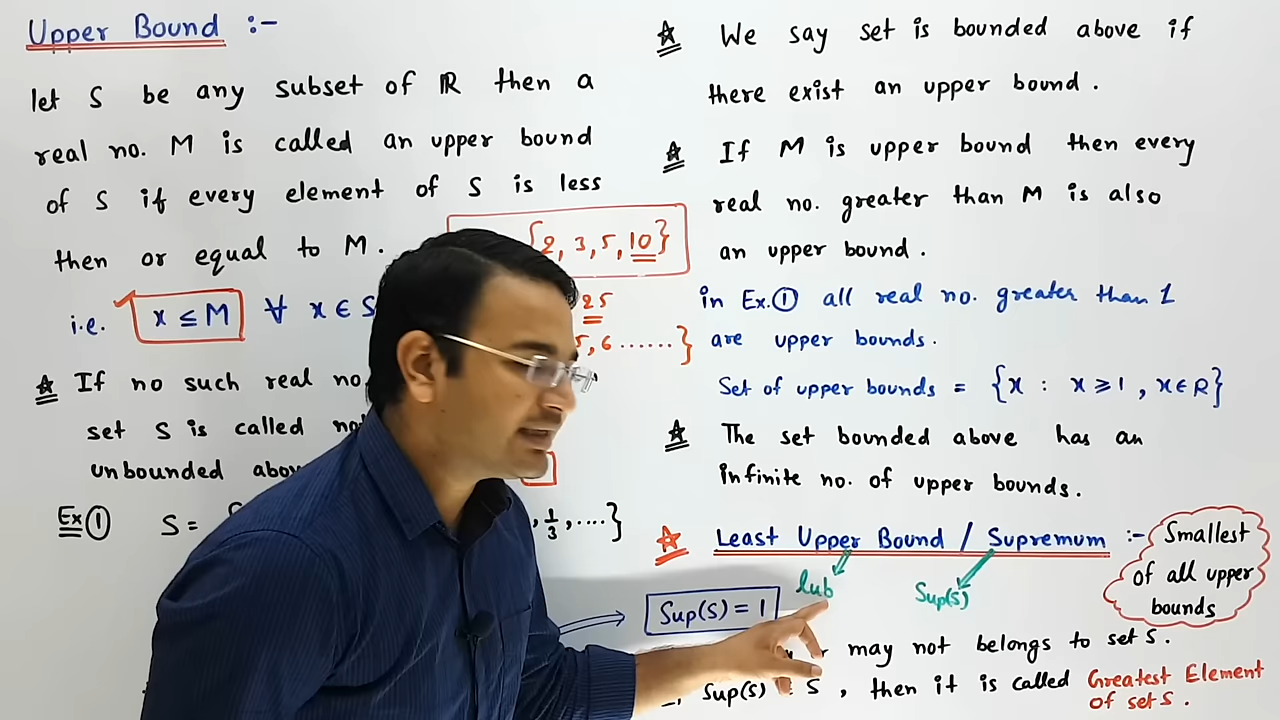 Upper Bound :-
let S be any subset of ℝ then a
real no. M is called an upper bound
of S if every element of S is less
then or equal to M.
{2, 3, 5, 10}
i.e. x ≤ M ∀ x ∈ S
25
5, 6 ......}
☆ If no such real no
set S is called not
unbounded above
Ex ① S = , 1/3, ....}
Sup(S) = 1
☆ We say set is bounded above if
there exist an upper bound.
☆ If M is upper bound then every
real no. greater than M is also
an upper bound.
in Ex. ① all real no. greater than 1
are upper bounds.
Set of upper bounds = {x : x ≥ 1, x ∈ R}
☆ The set bounded above has an
infinite no. of upper bounds.
☆ Least Upper Bound / Supremum :-
lub Sup(S)
Smallest
of all upper
bounds
may not belongs to set S.
Sup(S) S, then it is called Greatest Element
of set S.